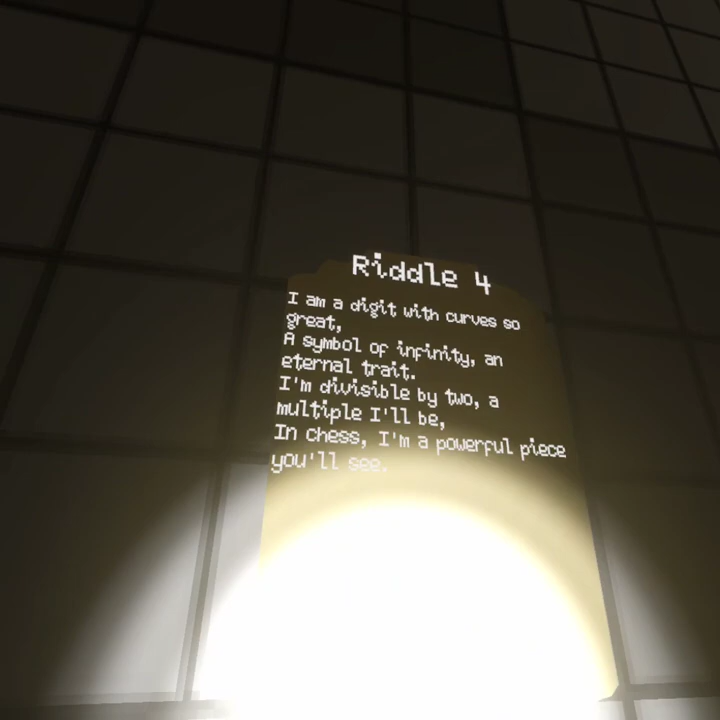 Riddle 4
I am a digit with curves so
great,
A symbol of infinity, an
eternal trait.
I'm divisible by two, a
multiple I'll be,
In chess, I'm a powerful piece
you'll see.